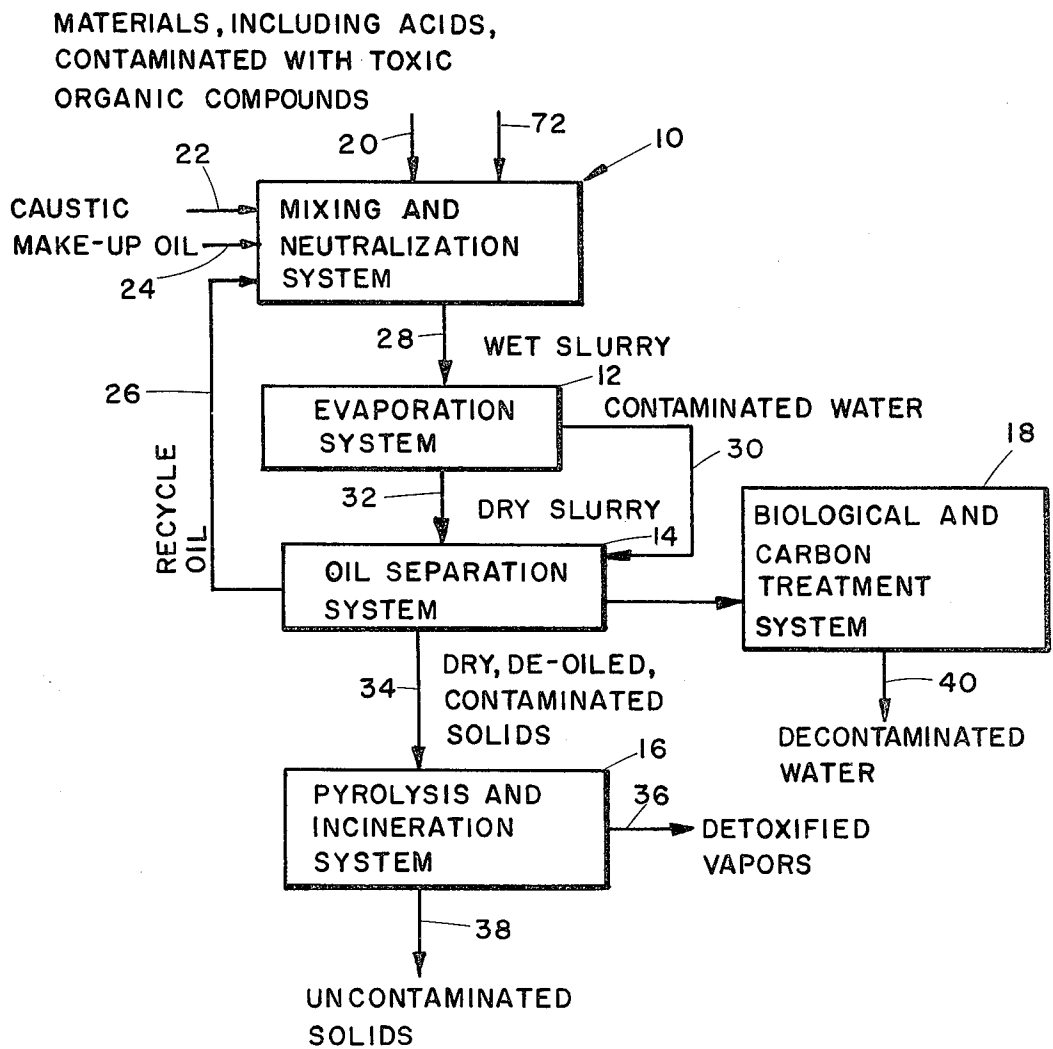 MATERIALS, INCLUDING ACIDS,
CONTAMINATED WITH TOXIC
ORGANIC COMPOUNDS
20
72
10
22
CAUSTIC
MAKE-UP OIL
24
MIXING AND
NEUTRALIZATION
SYSTEM
28
WET SLURRY
26
RECYCLE
OIL
12
EVAPORATION
SYSTEM
CONTAMINATED WATER
30
32
DRY SLURRY
14
OIL SEPARATION
SYSTEM
18
BIOLOGICAL AND
CARBON
TREATMENT
SYSTEM
40
DECONTAMINATED
WATER
34
DRY, DE-OILED,
CONTAMINATED
SOLIDS
16
PYROLYSIS AND
INCINERATION
SYSTEM
36
DETOXIFIED
VAPORS
38
UNCONTAMINATED
SOLIDS